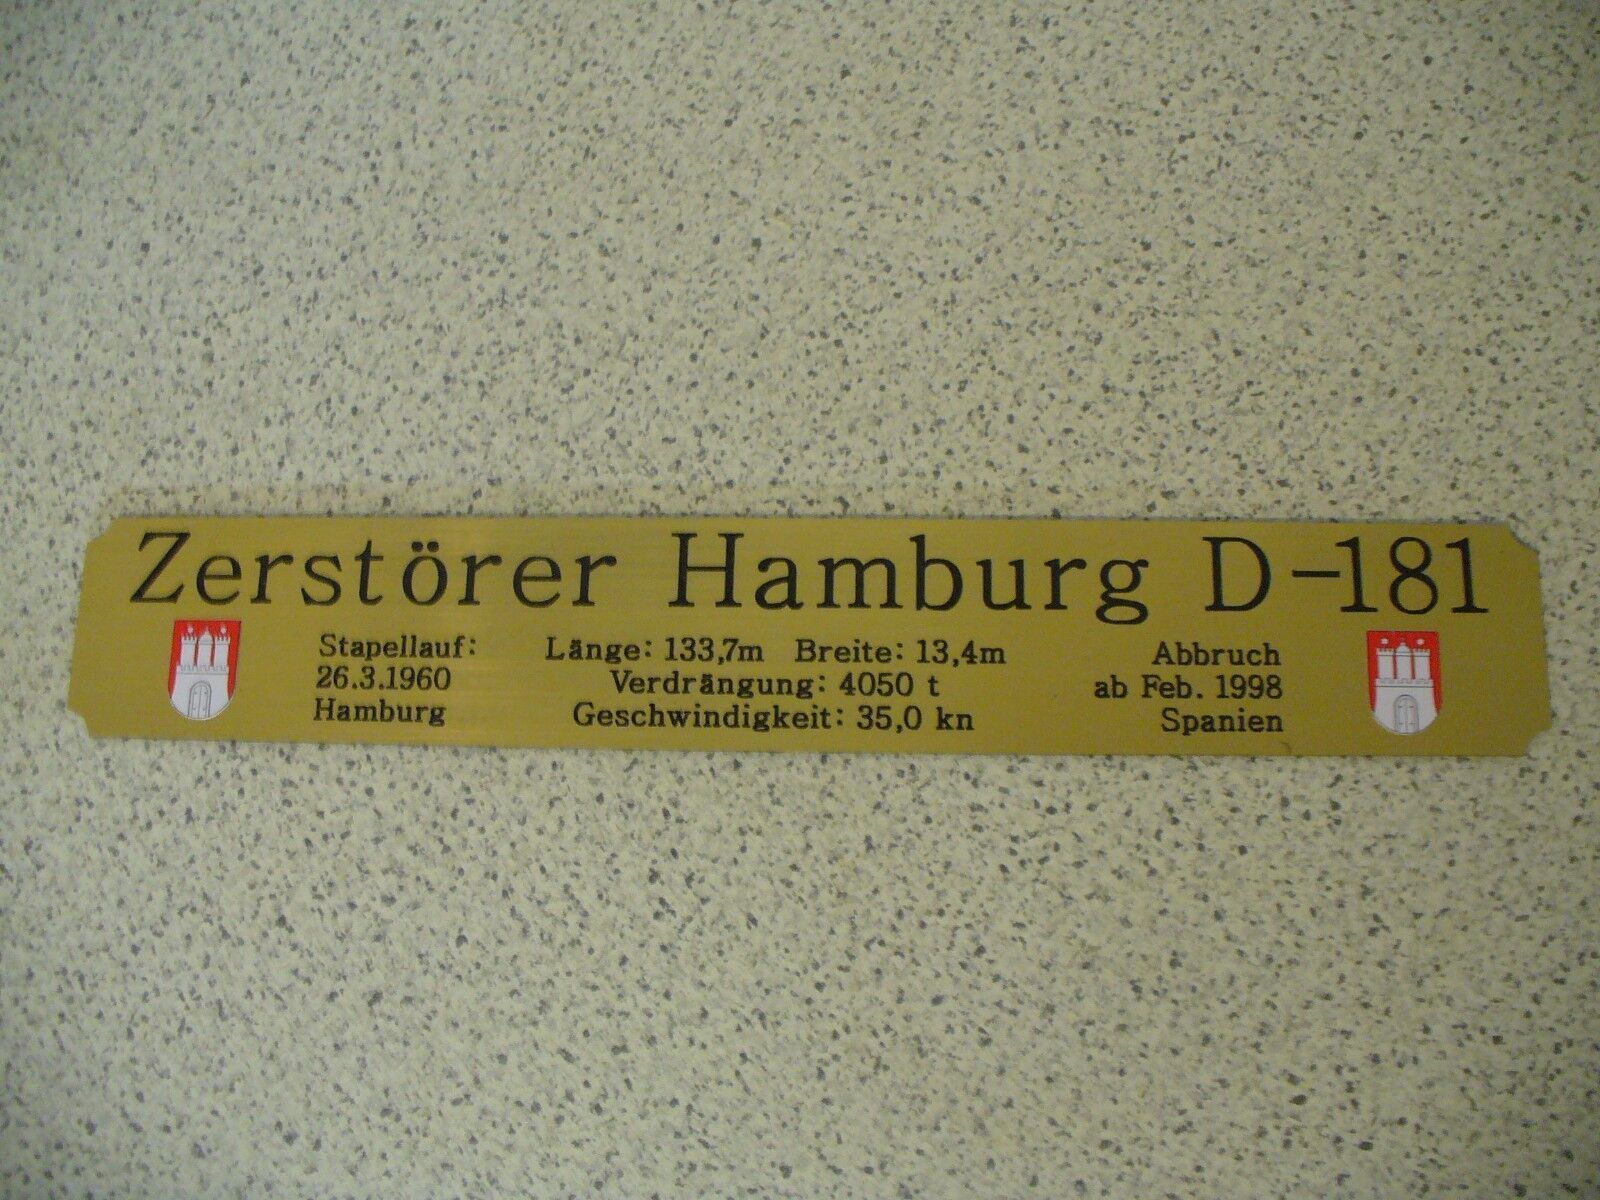 Zerstörer Hamburg D-181
Stapellauf:
26.3.1960
Hamburg
Länge: 133,7m Breite: 13,4m
Verdrängung: 4050 t
Geschwindigkeit: 35,0 kn
Abbruch
ab Feb. 1998
Spanien